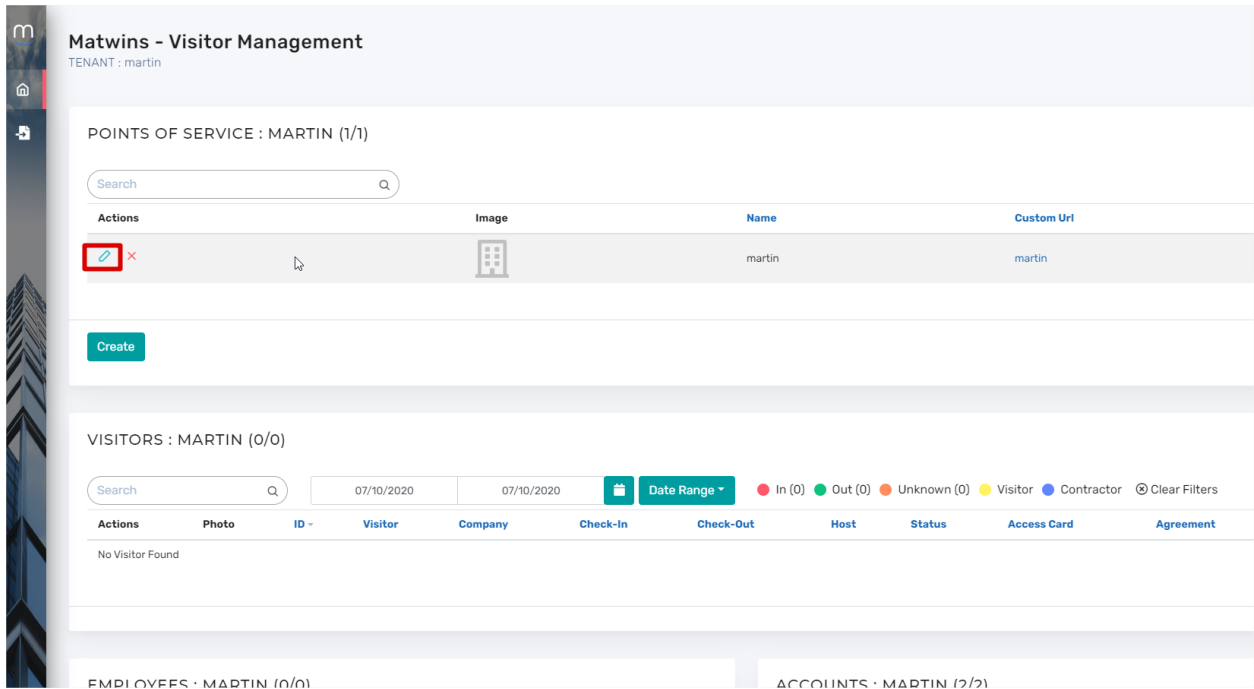 m
Matwins - Visitor Management
TENANT : martin
POINTS OF SERVICE : MARTIN (1/1)
Search
Actions Image Name Custom Url
martin martin
Create
VISITORS : MARTIN (0/0)
Search 07/10/2020 07/10/2020 Date Range In (0) Out (0) Unknown (0) Visitor Contractor Clear Filters
Actions Photo ID Visitor Company Check-In Check-Out Host Status Access Card Agreement
No Visitor Found
EMPLOYEES : MARTIN (0/0) ACCOUNTS : MARTIN (2/2)